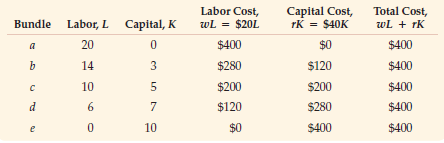 Labor Cost, Capital Cost, Total Cost,
Bundle Labor, L Capital, K wL = $20L rK = $40K wL + rK
a 20 0 $400 $0 $400
b 14 3 $280 $120 $400
c 10 5 $200 $200 $400
d 6 7 $120 $280 $400
e 0 10 $0 $400 $400